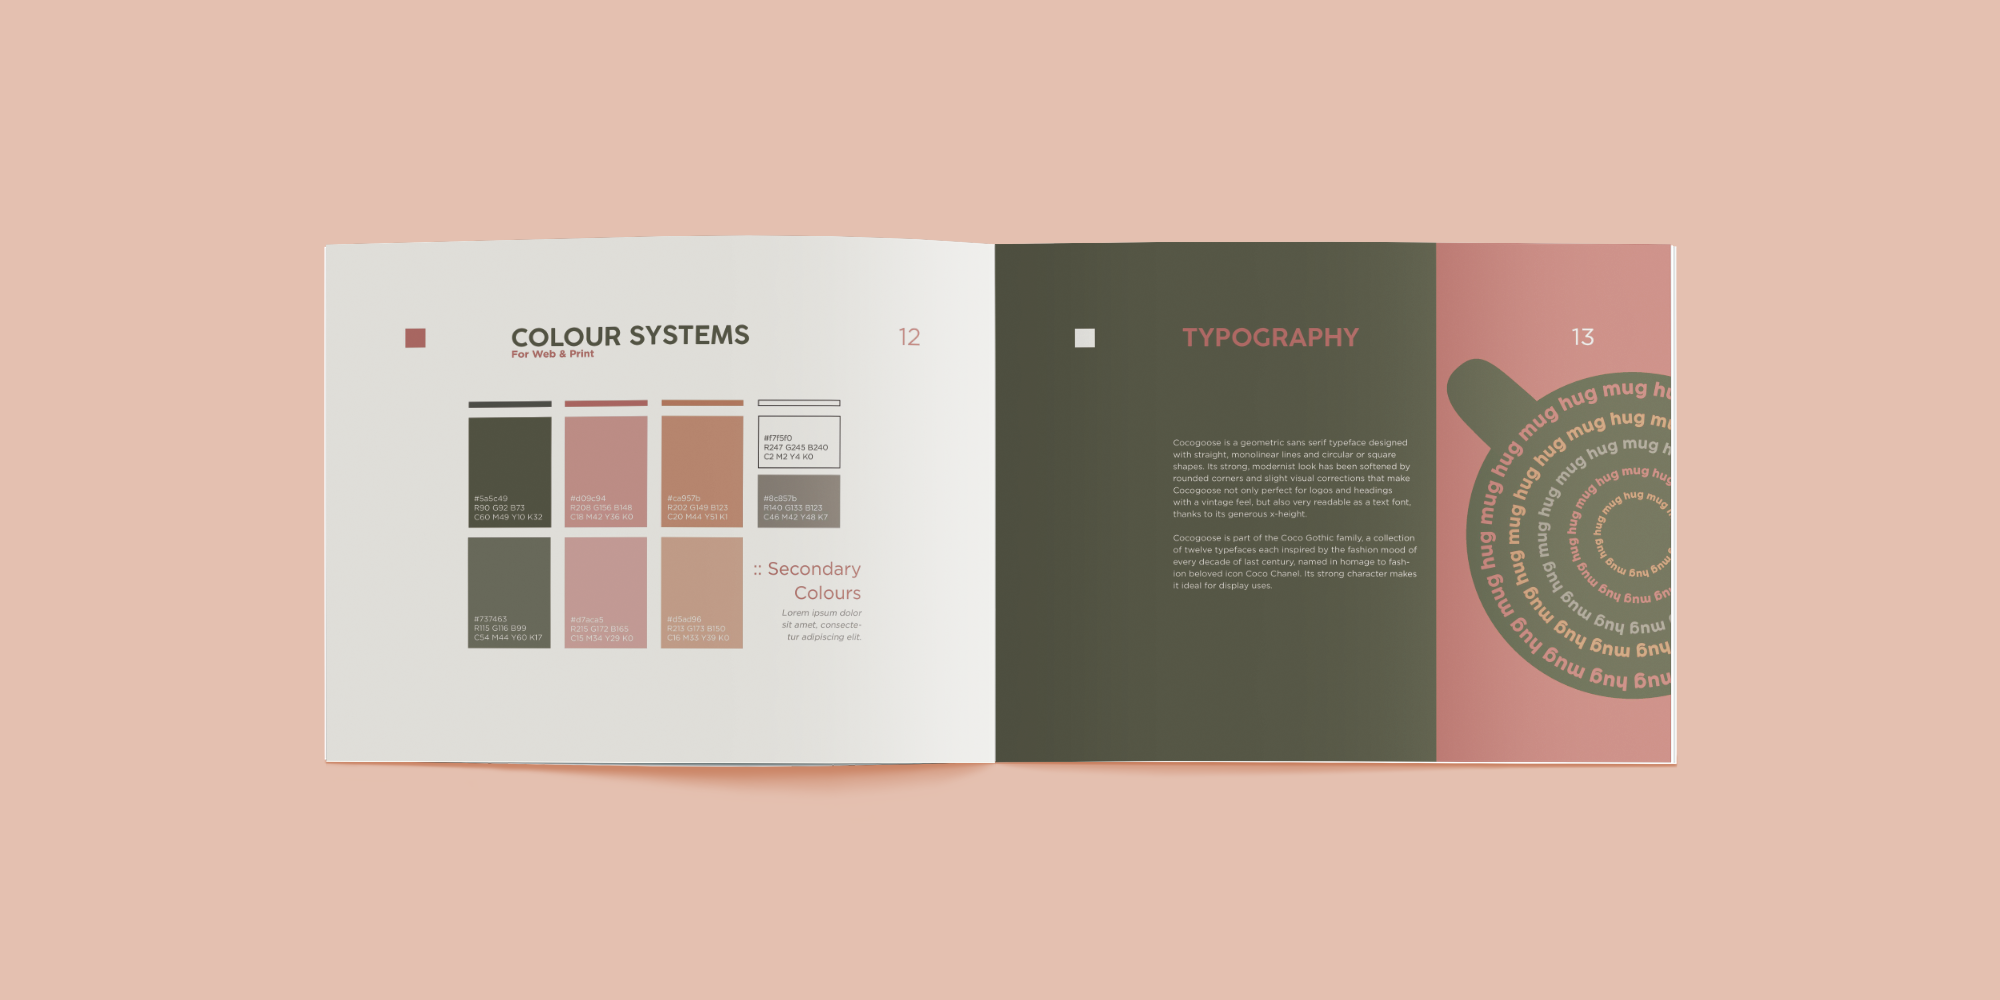 COLOUR SYSTEMS
For Web & Print
12
#5a5c49
R90 G92 B73
C60 M49 Y10 K32
#d09c94
R208 G156 B148
C18 M42 Y36 K0
#ca957b
R202 G149 B123
C20 M44 Y51 K1
#f7f5f0
R247 G245 B240
C2 M2 Y4 K0
#8c857b
R140 G133 B123
C46 M42 Y48 K7
#737463
R115 G116 B99
C54 M44 Y60 K17
#d7aca5
R215 G172 B165
C15 M34 Y29 K0
#d5ad96
R213 G173 B150
C16 M33 Y39 K0
:: Secondary
Colours
Lorem ipsum dolor
sit amet, consecte-
tur adipiscing elit.
TYPOGRAPHY
13
Cocogoose is a geometric sans serif typeface designed
with straight, monolinear lines and circular or square
shapes. Its strong, modernist look has been softened by
rounded corners and slight visual corrections that make
Cocogoose not only perfect for logos and headings
with a vintage feel, but also very readable as a text font,
thanks to its generous x-height.
Cocogoose is part of the Coco Gothic family, a collection
of twelve typefaces each inspired by the fashion mood of
every decade of last century, named in homage to fash-
ion beloved icon Coco Chanel. Its strong character makes
it ideal for display uses.
mug hug mug hug mug hug mug hug mug hug mug hug
mug hug mug hug mug hug mug hug mug hug
mug hug mug hug mug hug mug hug
mug hug mug hug mug hug mug hug
mug hug mug hug mug hug mug